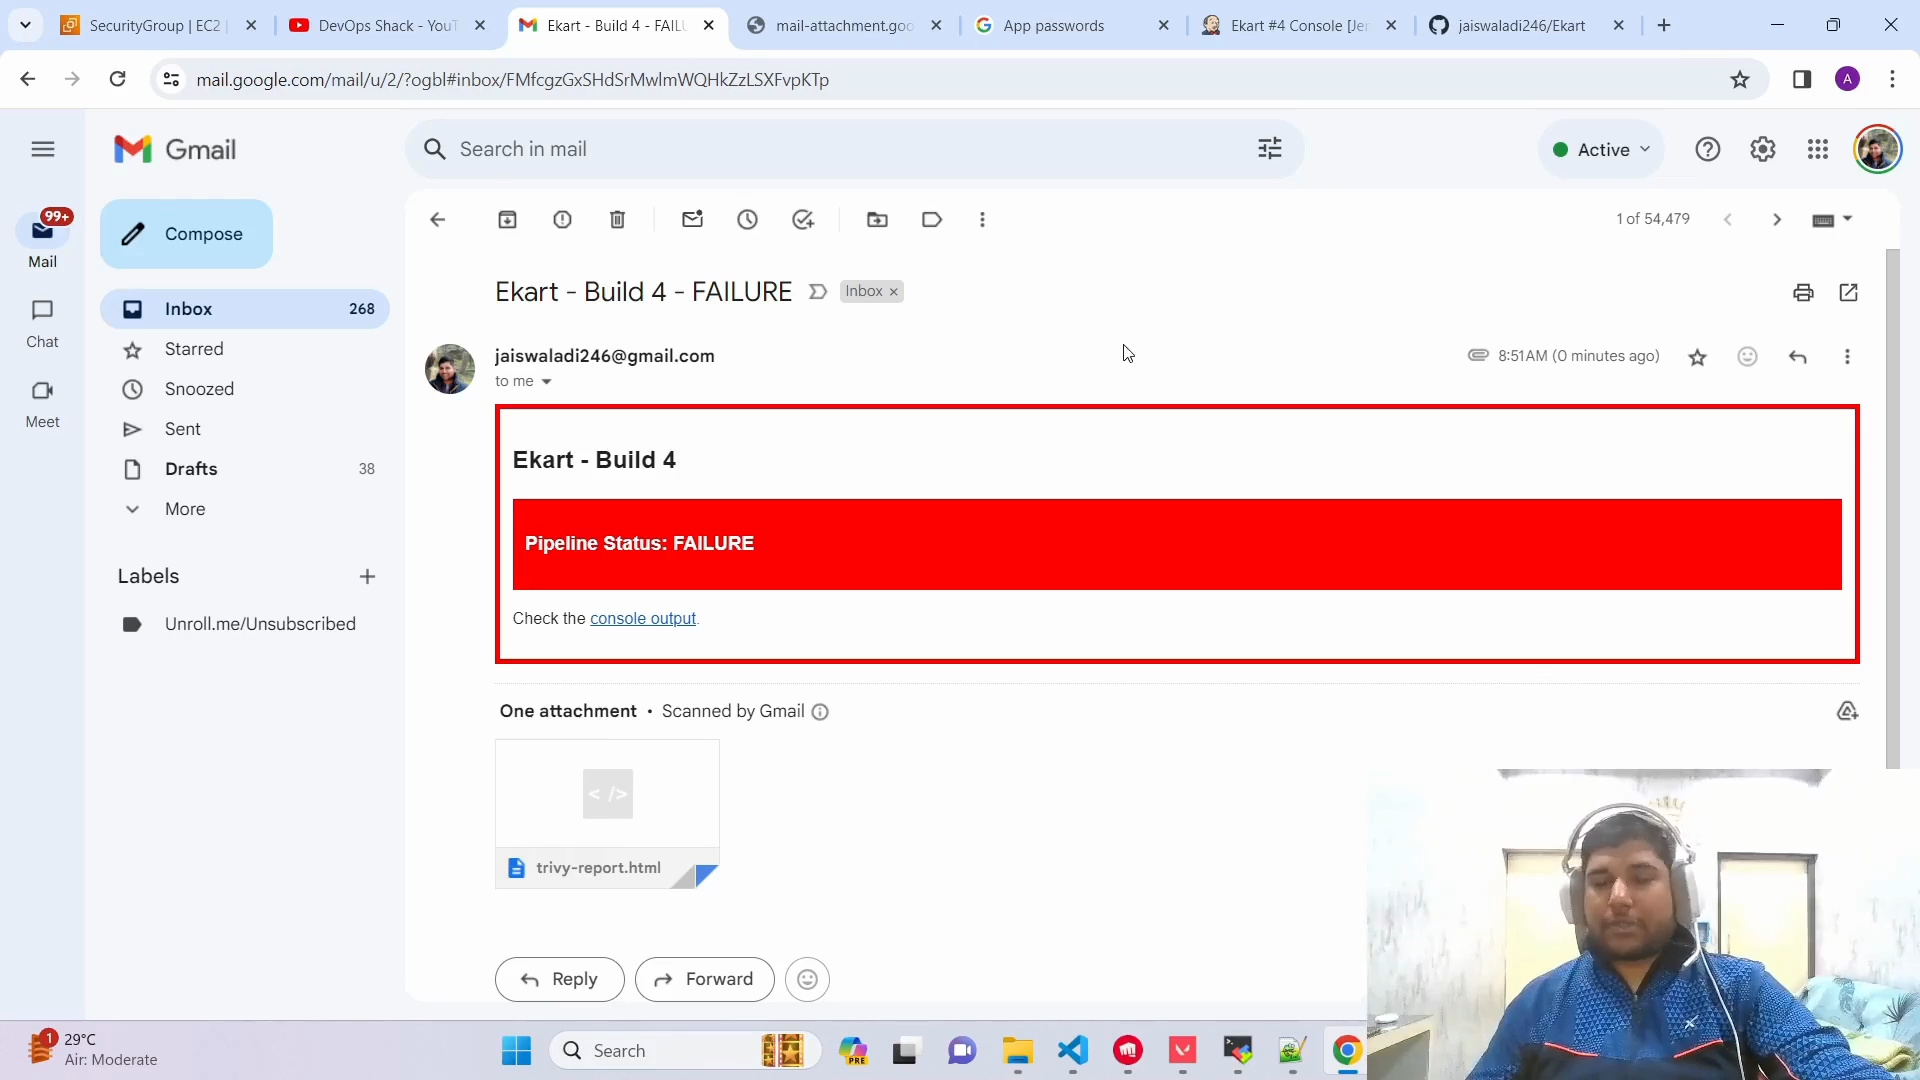 SecurityGroup | EC2 |
DevOps Shack - YouT
Ekart - Build 4 - FAILU
mail-attachment.goo
App passwords
Ekart #4 Console [Jen
jaiswaladi246/Ekart
mail.google.com/mail/u/2/?ogbl#inbox/FMfcgzGxSHdSrMwlmWQHkZzLSXFvpKTp
A
Gmail
Search in mail
Active
99+
Mail
Chat
Meet
Compose
Inbox 268
Starred
Snoozed
Sent
Drafts 38
More
Labels
Unroll.me/Unsubscribed
1 of 54,479
Ekart - Build 4 - FAILURE
Inbox ×
jaiswaladi246@gmail.com
8:51 AM (0 minutes ago)
to me
Ekart - Build 4
Pipeline Status: FAILURE
Check the console output.
One attachment • Scanned by Gmail
</>
trivy-report.html
Reply
Forward
1
29°C
Air: Moderate
Search
PRE